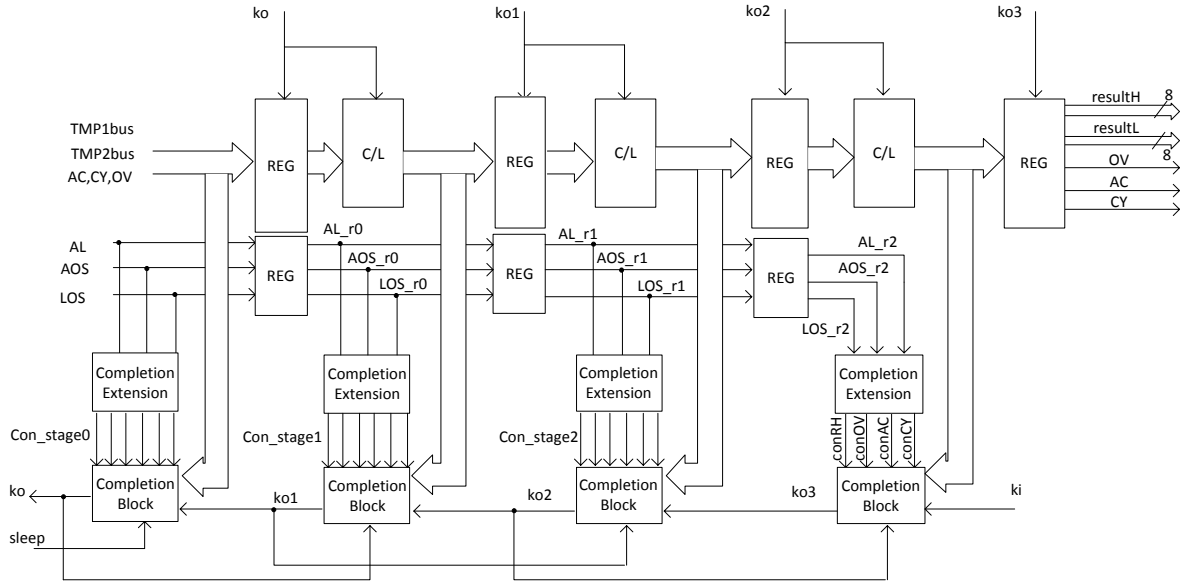 ko
ko1
ko2
ko3
TMP1bus
TMP2bus
AC,CY,OV
REG
C/L
REG
C/L
REG
C/L
REG
resultH
8
resultL
8
OV
AC
CY
AL
AOS
LOS
REG
AL_r0
AOS_r0
LOS_r0
REG
AL_r1
AOS_r1
LOS_r1
REG
AL_r2
AOS_r2
LOS_r2
Completion
Extension
Completion
Extension
Completion
Extension
Completion
Extension
Con_stage0
Con_stage1
Con_stage2
conRH
conOV
conAC
conCY
ko
Completion
Block
ko1
Completion
Block
ko2
Completion
Block
ko3
Completion
Block
ki
sleep